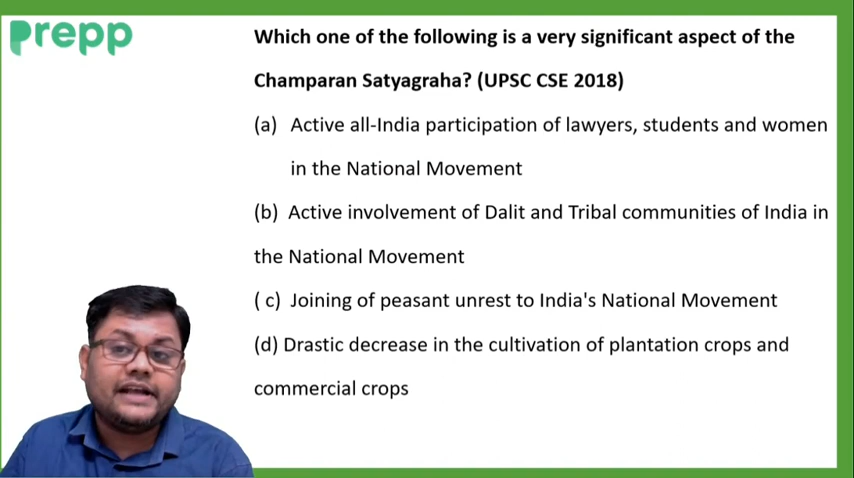 Prepp
Which one of the following is a very significant aspect of the
Champaran Satyagraha? (UPSC CSE 2018)
(a) Active all-India participation of lawyers, students and women
in the National Movement
(b) Active involvement of Dalit and Tribal communities of India in
the National Movement
( c) Joining of peasant unrest to India's National Movement
(d) Drastic decrease in the cultivation of plantation crops and
commercial crops